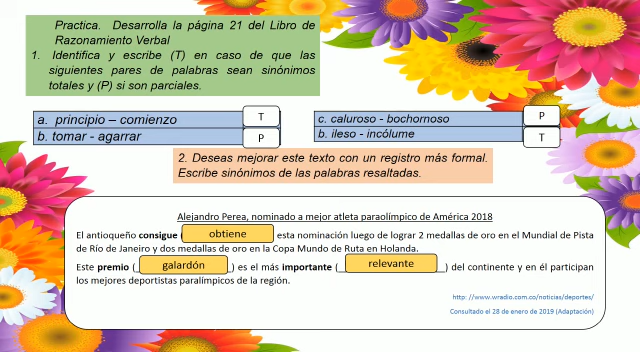 Practica. Desarrolla la página 21 del Libro de
Razonamiento Verbal
1. Identifica y escribe (T) en caso de que las
siguientes pares de palabras sean sinónimos
totales y (P) si son parciales.
a. principio – comienzo T
b. tomar - agarrar P
c. caluroso - bochornoso P
b. ileso - incólume T
2. Deseas mejorar este texto con un registro más formal.
Escribe sinónimos de las palabras resaltadas.
Alejandro Perea, nominado a mejor atleta paraolímpico de América 2018
El antioqueño consigue ( obtiene esta nominación luego de lograr 2 medallas de oro en el Mundial de Pista
de Río de Janeiro y dos medallas de oro en la Copa Mundo de Ruta en Holanda.
Este premio (_ galardón _) es el más importante (_ relevante _) del continente y en él participan
los mejores deportistas paralímpicos de la región.
http://www.wradio.com.co/noticias/deportes/
Consultado el 28 de enero de 2019 (Adaptación)